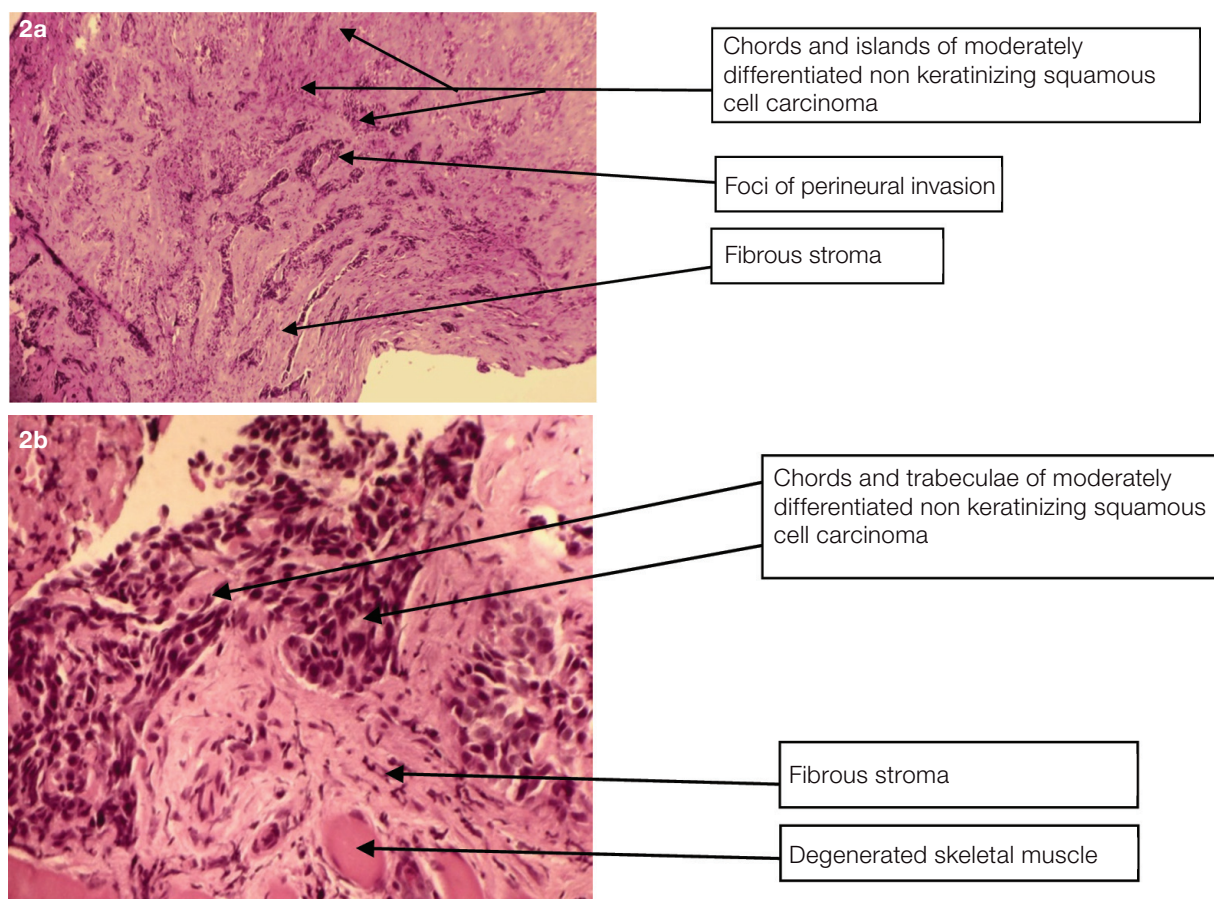 2a
Chords and islands of moderately
differentiated non keratinizing squamous
cell carcinoma
Foci of perineural invasion
Fibrous stroma
2b
Chords and trabeculae of moderately
differentiated non keratinizing squamous
cell carcinoma
Fibrous stroma
Degenerated skeletal muscle